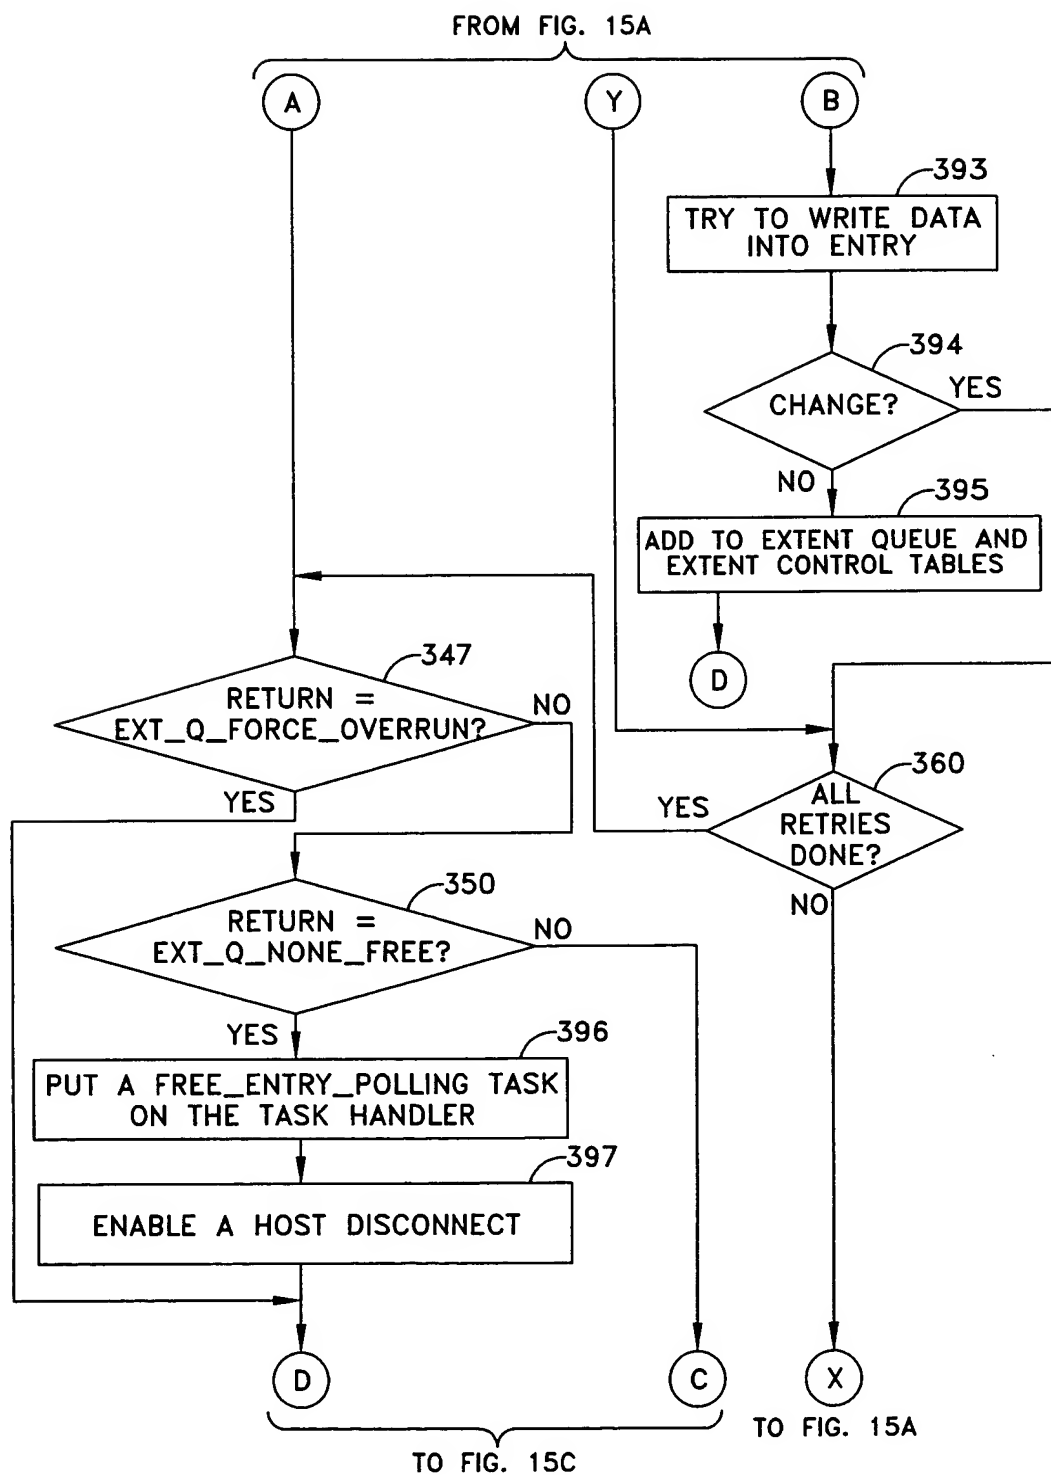 FROM FIG. 15A
A
Y
B
393
TRY TO WRITE DATA
INTO ENTRY
394
CHANGE?
YES
NO
395
ADD TO EXTENT QUEUE AND
EXTENT CONTROL TABLES
D
347
RETURN =
EXT_Q_FORCE_OVERRUN?
NO
YES
360
ALL
RETRIES
DONE?
YES
NO
350
RETURN =
EXT_Q_NONE_FREE?
NO
YES
396
PUT A FREE_ENTRY_POLLING TASK
ON THE TASK HANDLER
397
ENABLE A HOST DISCONNECT
D
C
X
TO FIG. 15A
TO FIG. 15C